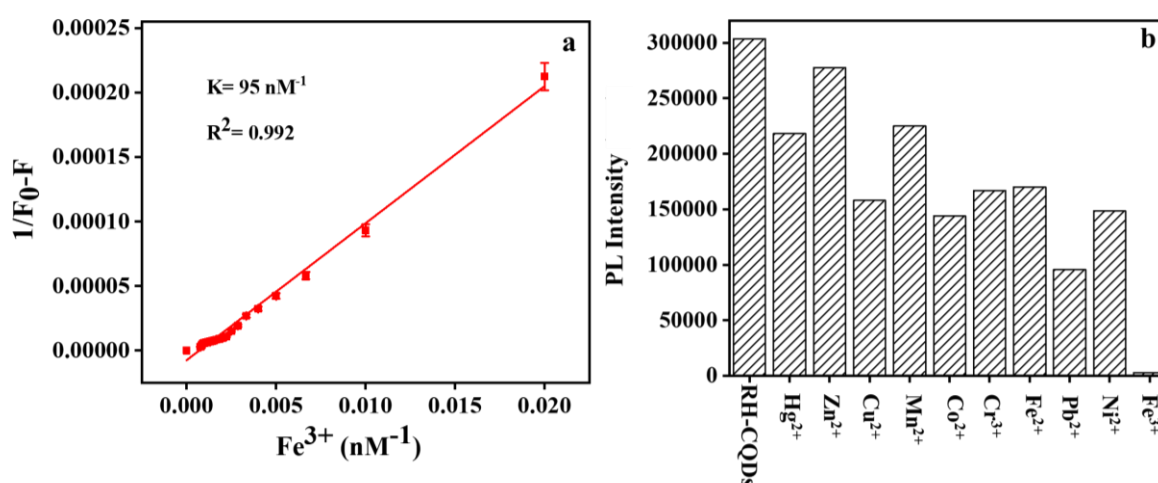 a
K= 95 nM⁻¹
R²= 0.992
0.00025
0.00020
0.00015
0.00010
0.00005
0.00000
1/F₀-F
0.000 0.005 0.010 0.015 0.020
Fe³⁺ (nM⁻¹)
b
300000
250000
200000
150000
100000
50000
0
PL Intensity
RH-CQDs
Hg²⁺
Zn²⁺
Cu²⁺
Mn²⁺
Co²⁺
Cr³⁺
Fe²⁺
Pb²⁺
Ni²⁺
Fe³⁺